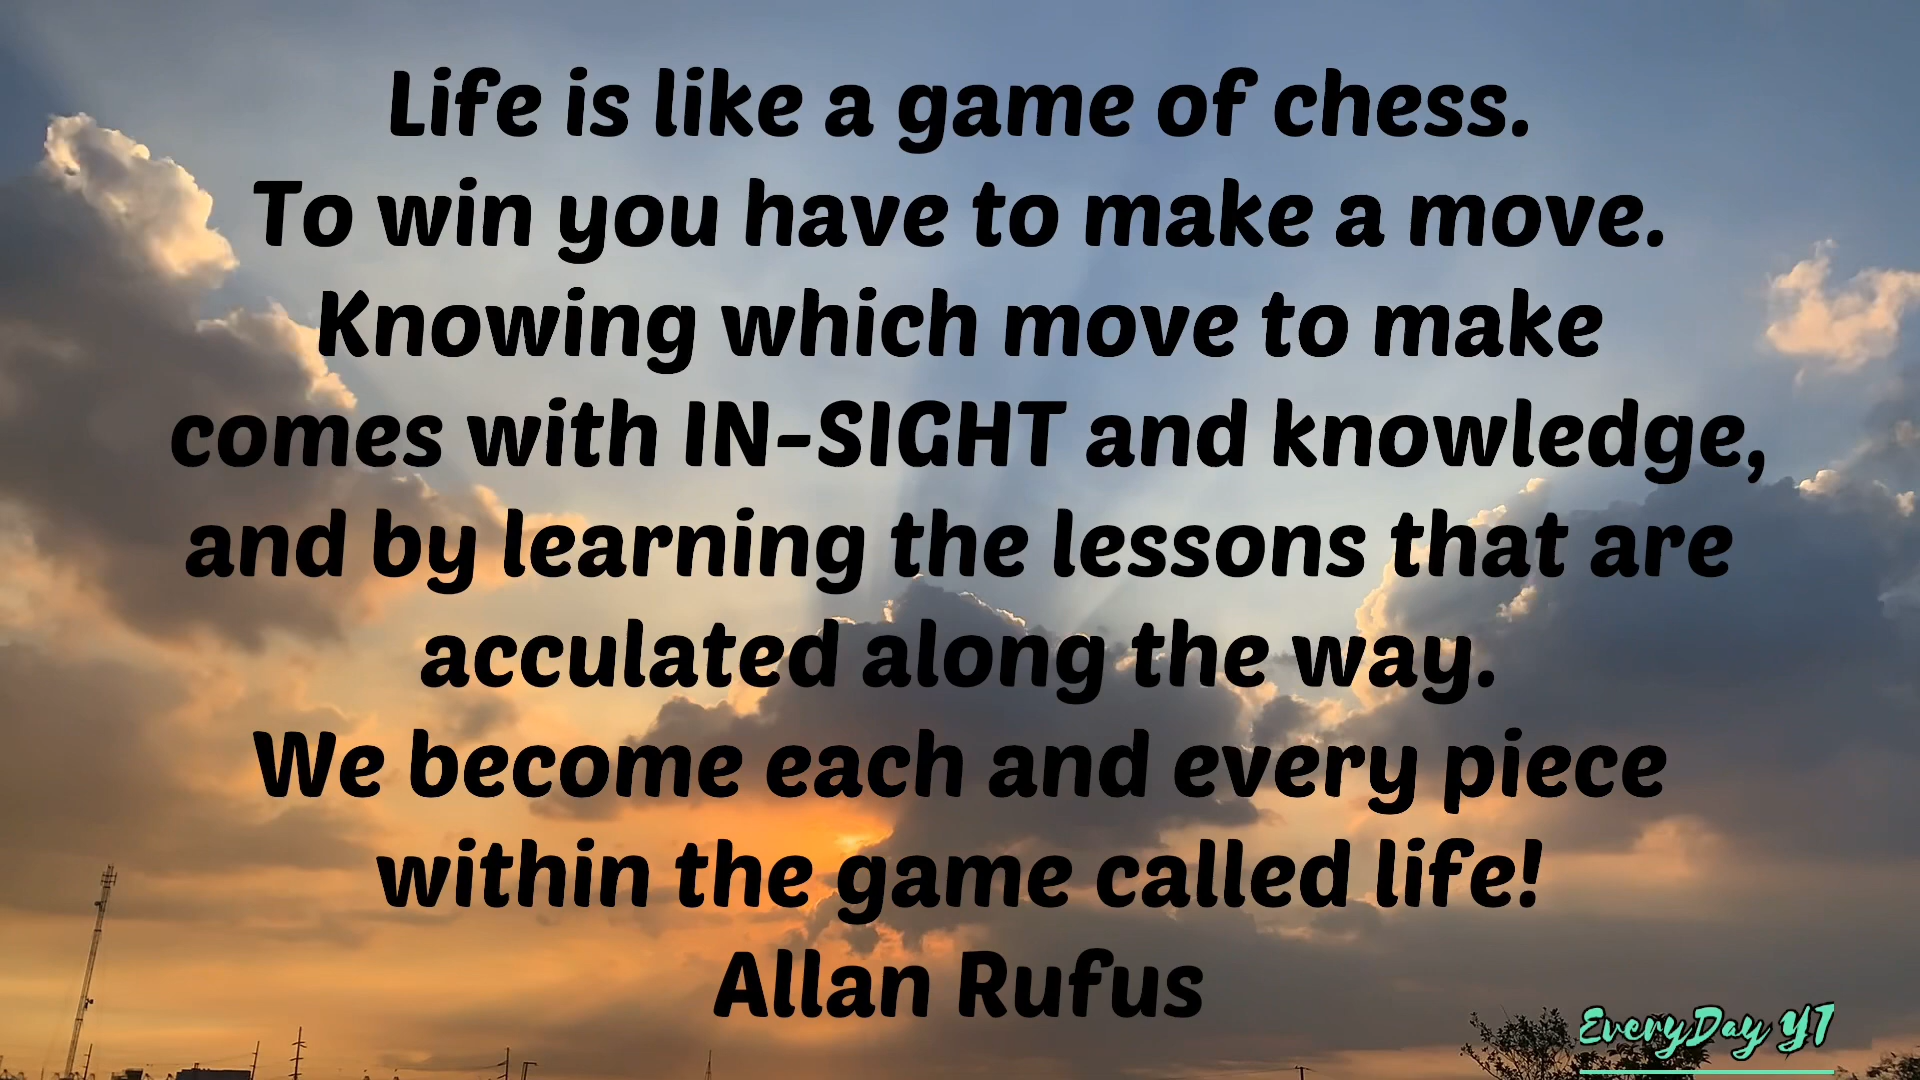 Life is like a game of chess.
To win you have to make a move.
Knowing which move to make
comes with IN-SIGHT and knowledge,
and by learning the lessons that are
acculated along the way.
We become each and every piece
within the game called life!
Allan Rufus
EveryDay YT